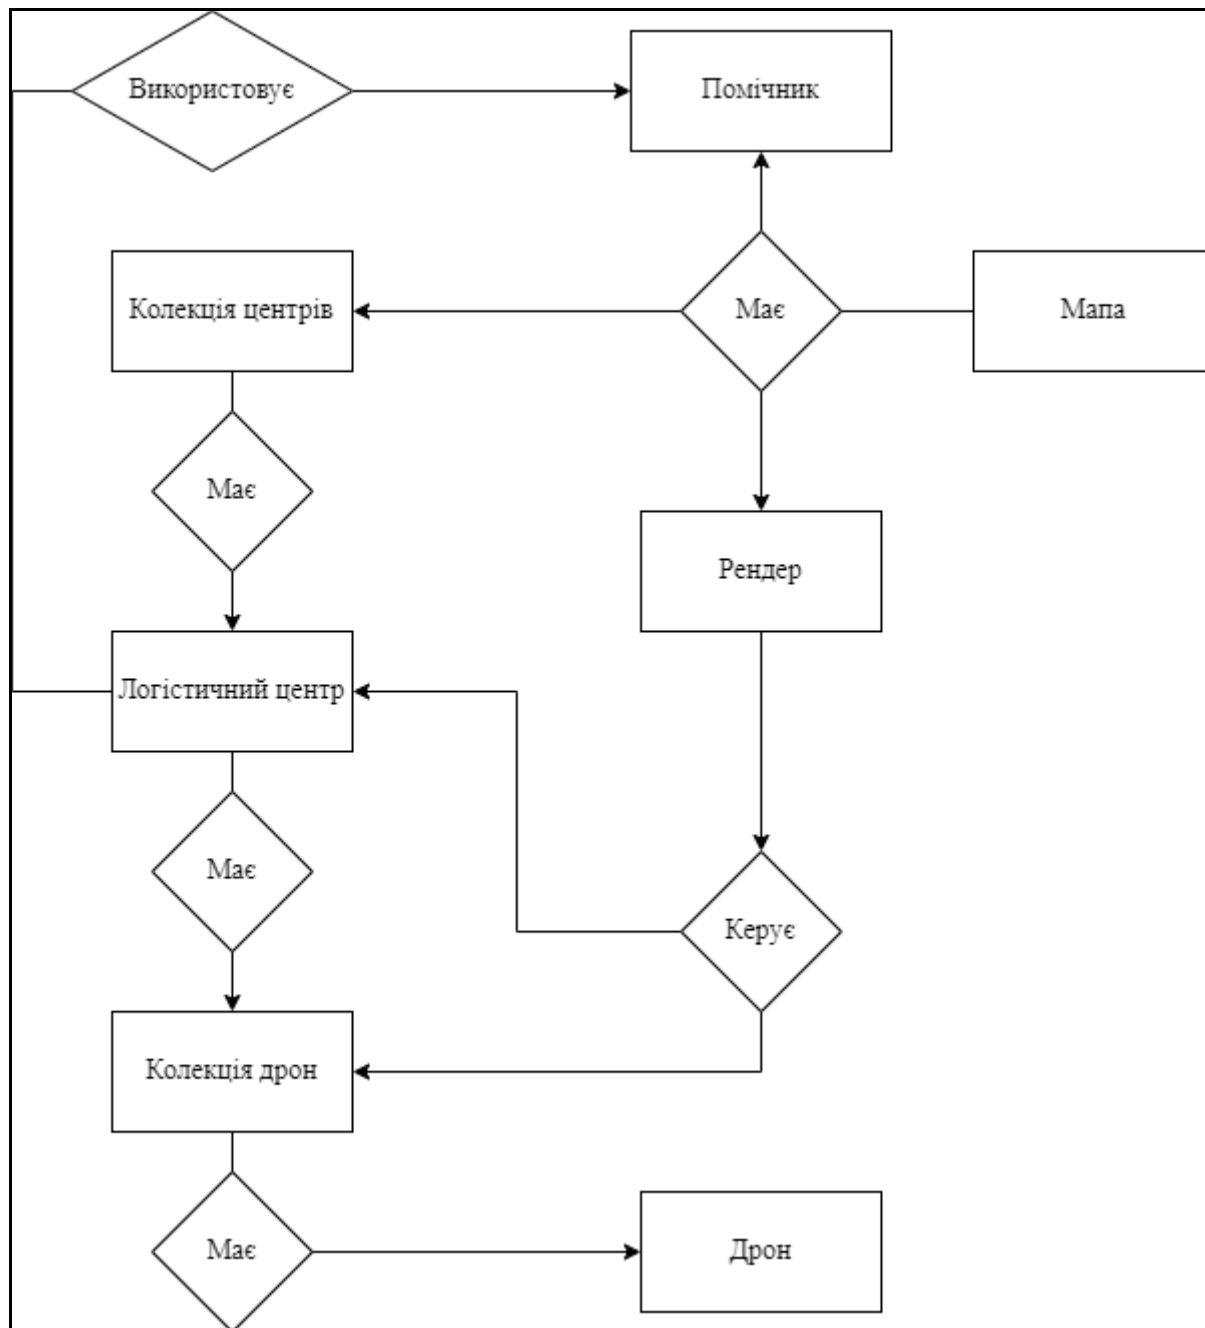 Використовує
Помічник
Колекція центрів
Має
Мапа
Має
Рендер
Логістичний центр
Має
Керує
Колекція дрон
Має
Дрон